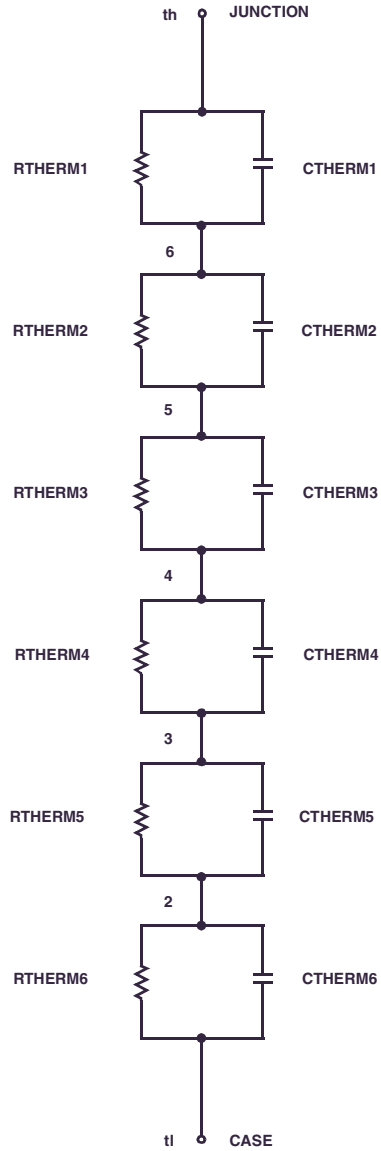 th JUNCTION
RTHERM1 CTHERM1
6
RTHERM2 CTHERM2
5
RTHERM3 CTHERM3
4
RTHERM4 CTHERM4
3
RTHERM5 CTHERM5
2
RTHERM6 CTHERM6
tl CASE